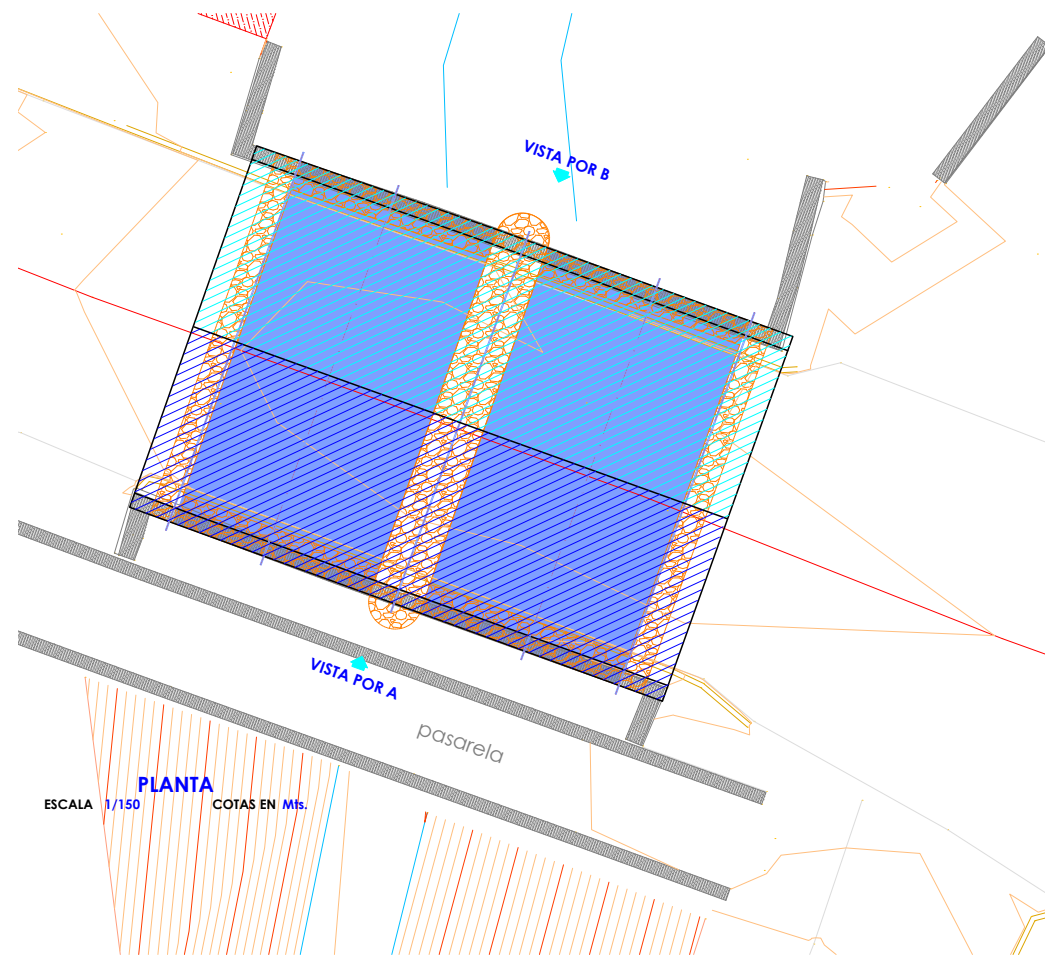 VISTA POR B
VISTA POR A
pasarela
PLANTA
ESCALA 1/150 COTAS EN Mts.